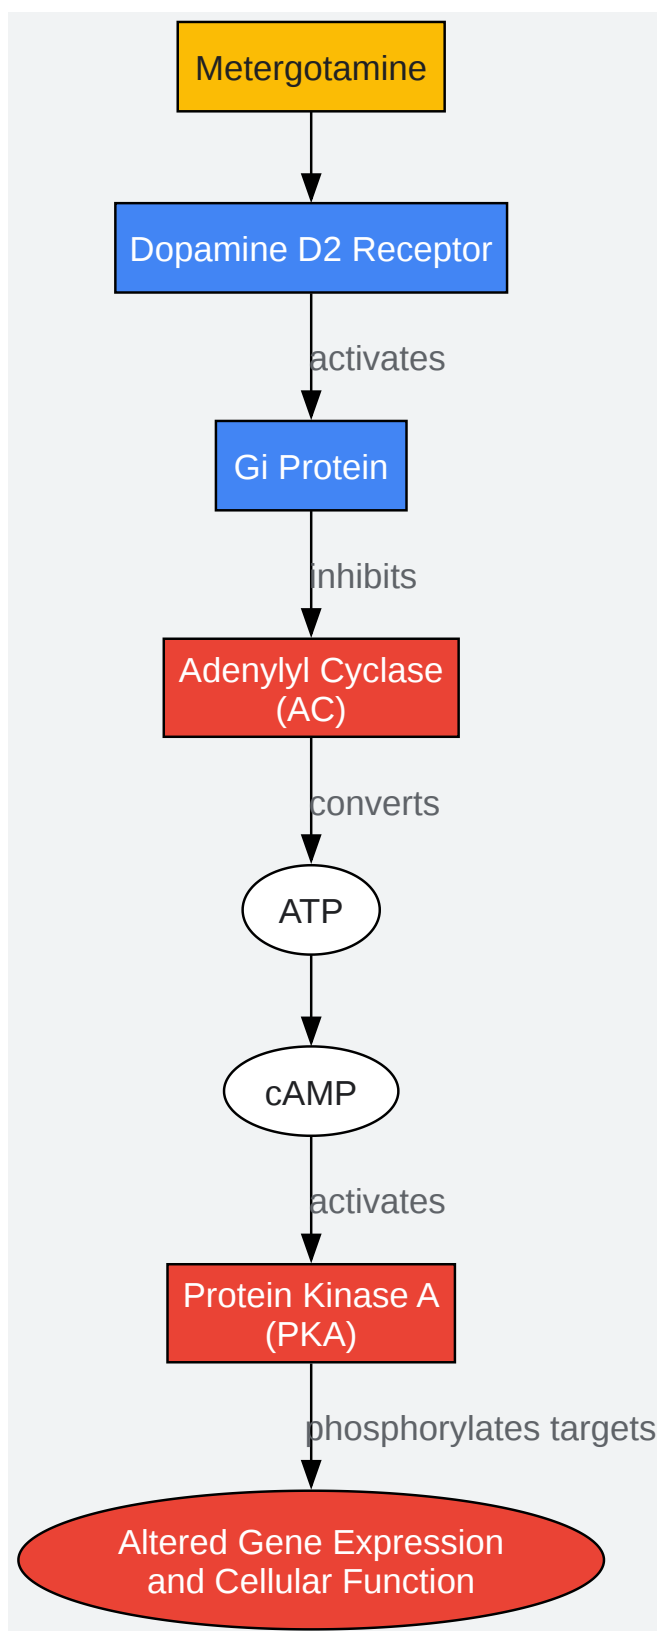 Metergotamine
Dopamine D2 Receptor
activates
Gi Protein
inhibits
Adenylyl Cyclase
(AC)
converts
ATP
cAMP
activates
Protein Kinase A
(PKA)
phosphorylates targets
Altered Gene Expression
and Cellular Function